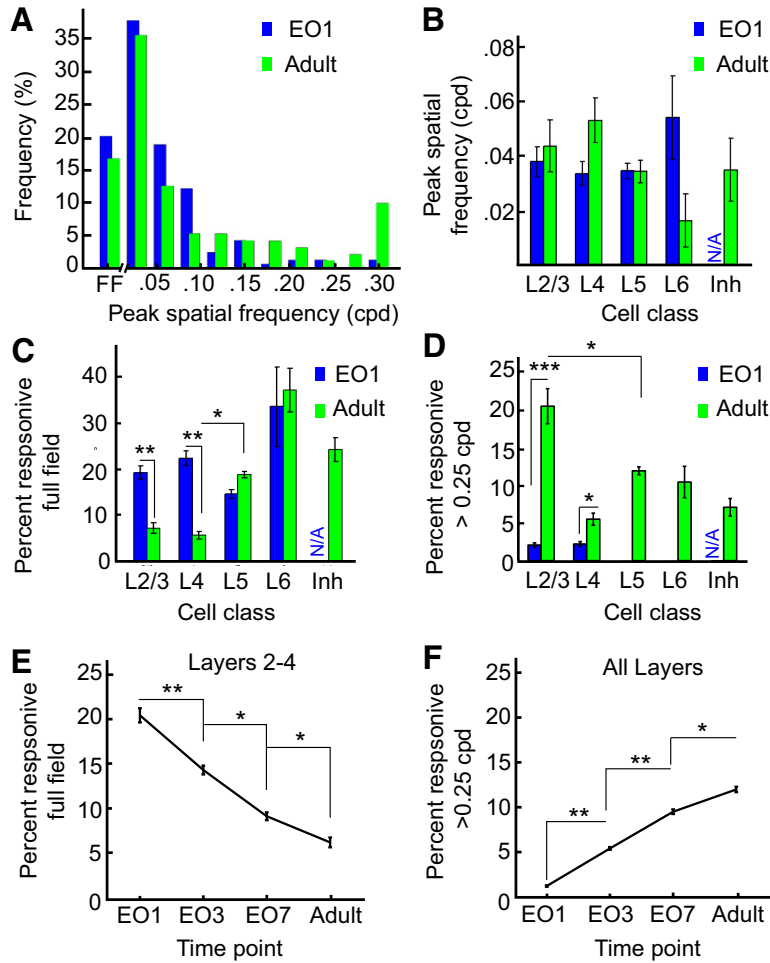 A
EO1
Adult
Frequency (%)
35
30
25
20
15
10
5
0
FF .05 .10 .15 .20 .25 .30
Peak spatial frequency (cpd)
B
EO1
Adult
Peak spatial
frequency (cpd)
.08
.06
.04
.02
N/A
L2/3 L4 L5 L6 Inh
Cell class
C
EO1
Adult
Percent respsonive
full field
40
30
20
10
0
** ** *
N/A
L2/3 L4 L5 L6 Inh
Cell class
D
EO1
Adult
Percent respsonive
> 0.25 cpd
25
20
15
10
5
0
*** * *
N/A
L2/3 L4 L5 L6 Inh
Cell class
E
Layers 2-4
Percent respsonive
full field
25
20
15
10
5
0
** * *
EO1 EO3 EO7 Adult
Time point
F
All Layers
Percent respsonive
>0.25 cpd
25
20
15
10
5
0
** ** *
EO1 EO3 EO7 Adult
Time point